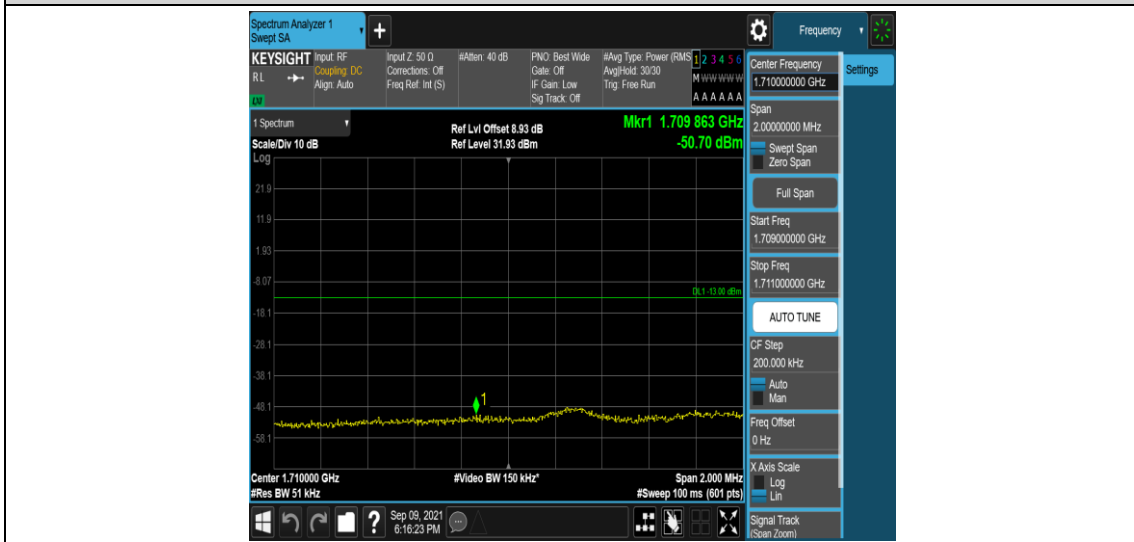 Spectrum Analyzer 1
Swept SA
+
Frequency
KEYSIGHT
RL
LXI
Input: RF
Coupling: DC
Align: Auto
Input Z: 50 Ω
Corrections: Off
Freq Ref: Int (S)
#Atten: 40 dB
PNO: Best Wide
Gate: Off
IF Gain: Low
Sig Track: Off
#Avg Type: Power (RMS
Avg|Hold: 30/30
Trig: Free Run
1 2 3 4 5 6
M W W W W W
A A A A A A
1 Spectrum
Scale/Div 10 dB
Log
Ref Lvl Offset 8.93 dB
Ref Level 31.93 dBm
Mkr1 1.709 863 GHz
-50.70 dBm
21.9
11.9
1.93
-8.07
DL1 -13.00 dBm
-18.1
-28.1
-38.1
-48.1
1
-58.1
Center 1.710000 GHz
#Res BW 51 kHz
#Video BW 150 kHz*
Span 2.000 MHz
#Sweep 100 ms (601 pts)
Center Frequency
1.710000000 GHz
Settings
Span
2.00000000 MHz
Swept Span
Zero Span
Full Span
Start Freq
1.709000000 GHz
Stop Freq
1.711000000 GHz
AUTO TUNE
CF Step
200.000 kHz
Auto
Man
Freq Offset
0 Hz
X Axis Scale
Log
Lin
Signal Track
(Span Zoom)
?
Sep 09, 2021
6:16:23 PM